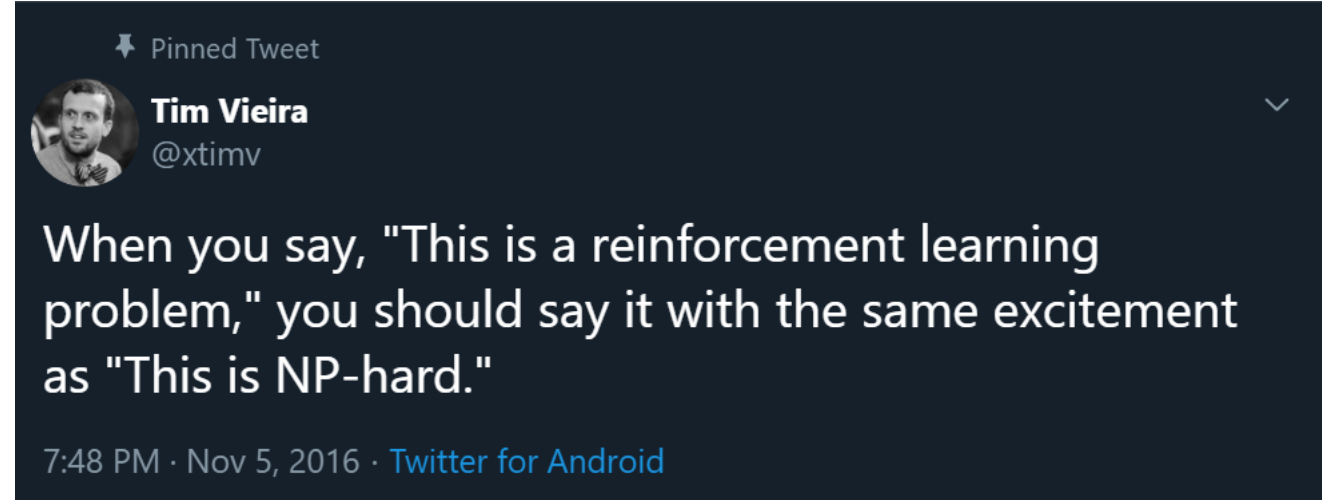 Pinned Tweet
Tim Vieira
@xtimv
When you say, "This is a reinforcement learning
problem," you should say it with the same excitement
as "This is NP-hard."
7:48 PM · Nov 5, 2016 · Twitter for Android